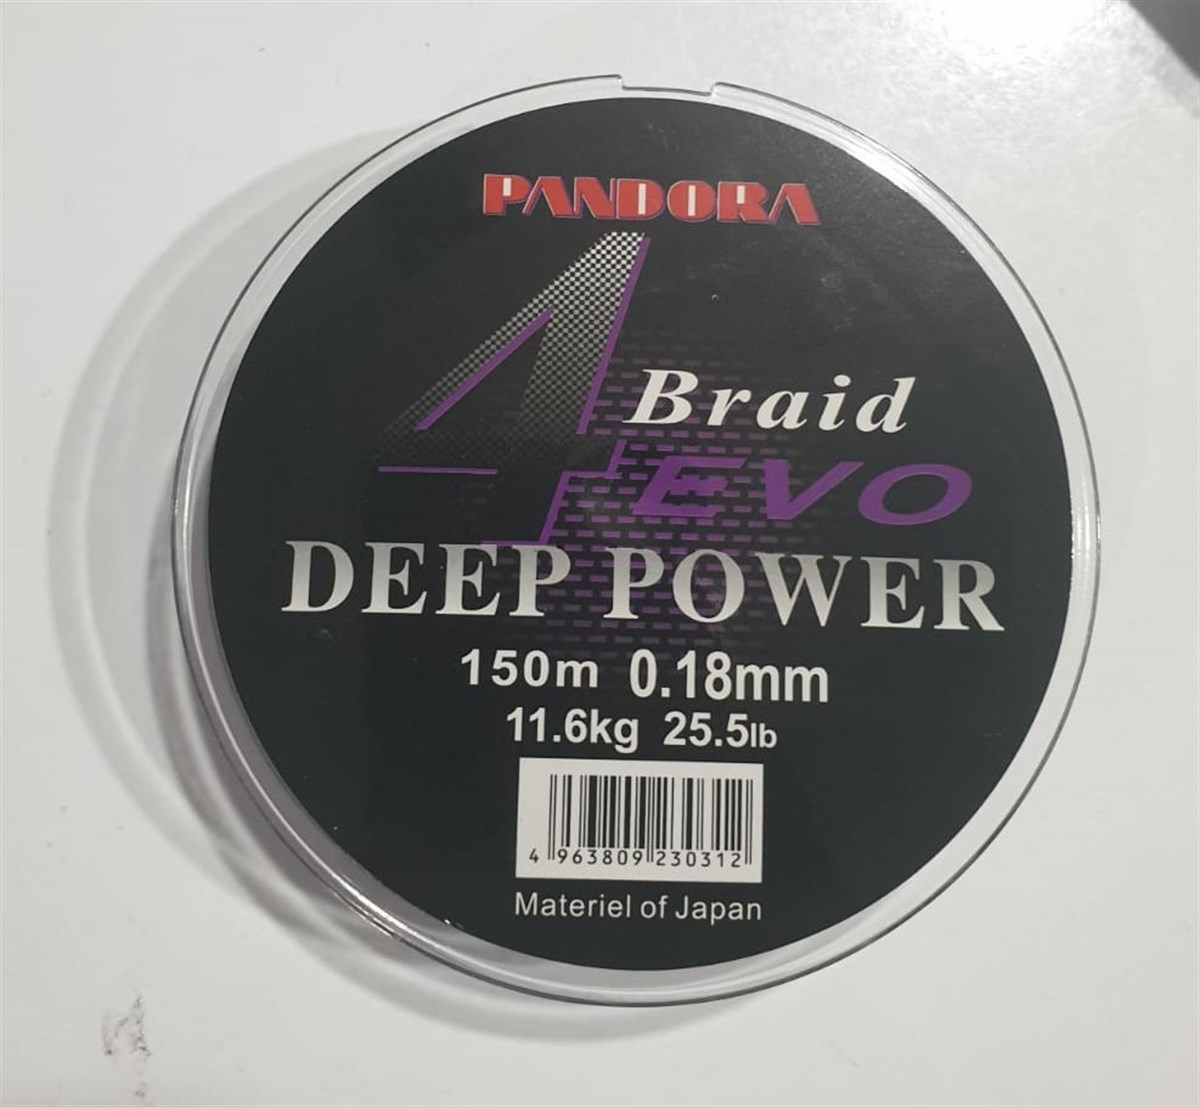 PANDORA
4 Braid
EVO
DEEP POWER
150m 0.18mm
11.6kg 25.5lb
4 963809 230312
Materiel of Japan